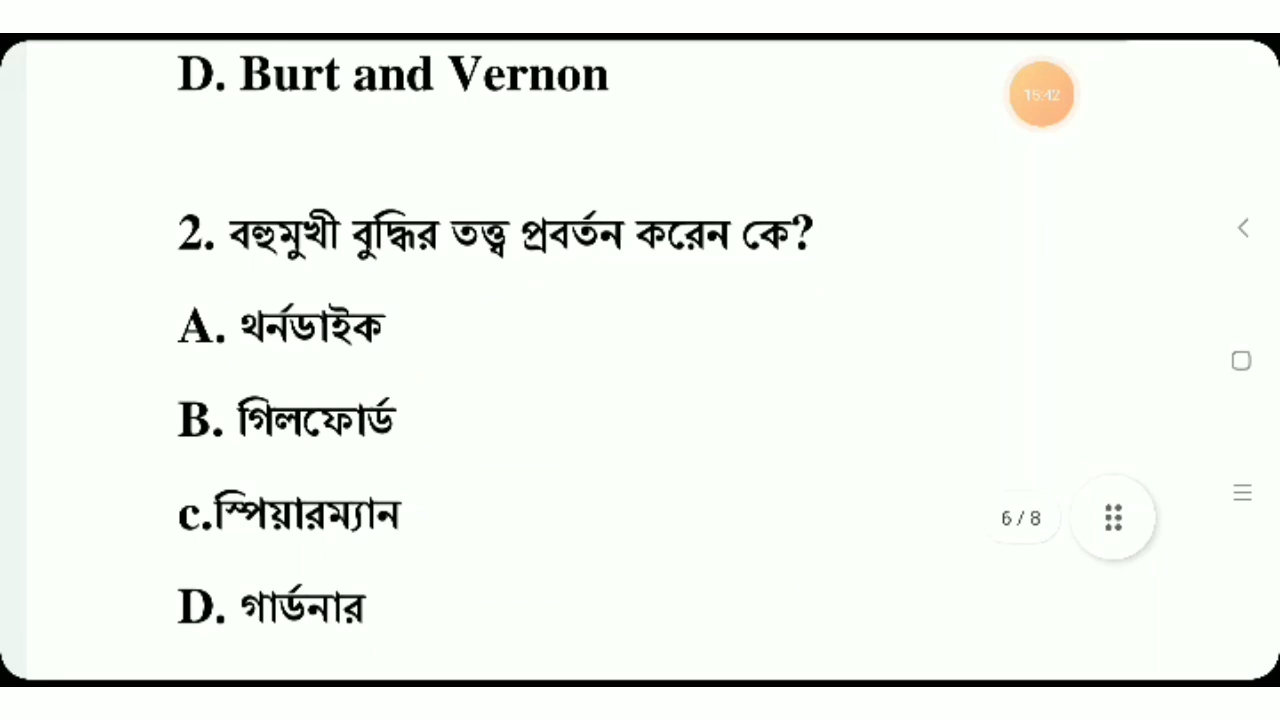 D. Burt and Vernon
15:42
2. বহুমুখী বুদ্ধির তত্ত্ব প্রবর্তন করেন কে?
A. থর্নডাইক
B. গিলফোর্ড
c.স্পিয়ারম্যান
6 / 8
D. গার্ডনার